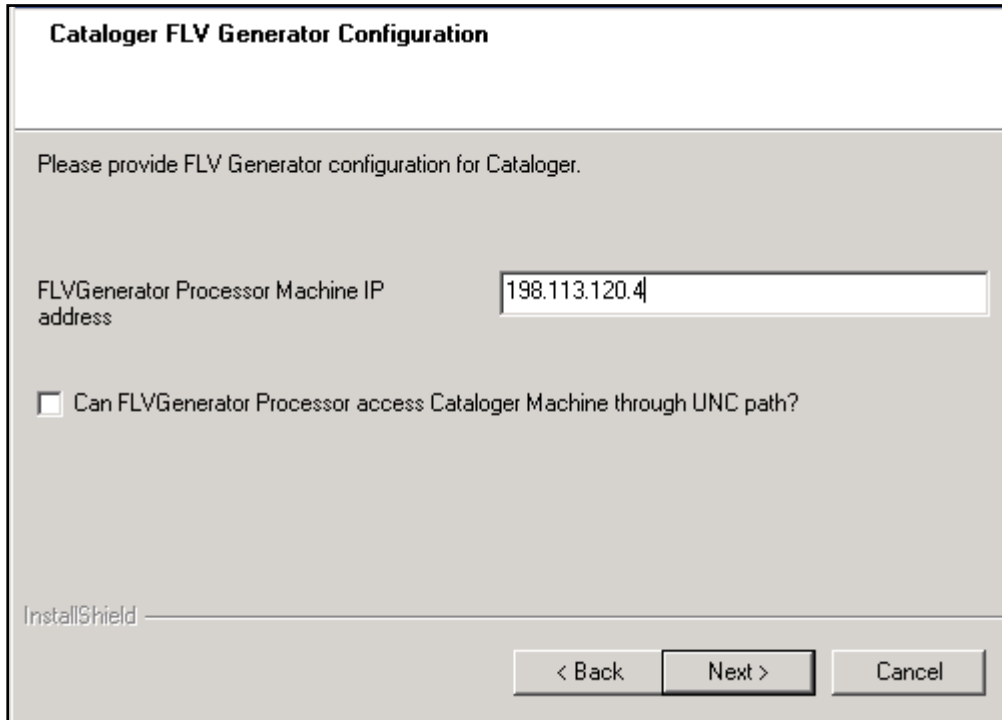 Cataloger FLV Generator Configuration
Please provide FLV Generator configuration for Cataloger.
FLVGenerator Processor Machine IP
address
198.113.120.4
Can FLVGenerator Processor access Cataloger Machine through UNC path?
InstallShield
< Back
Next >
Cancel